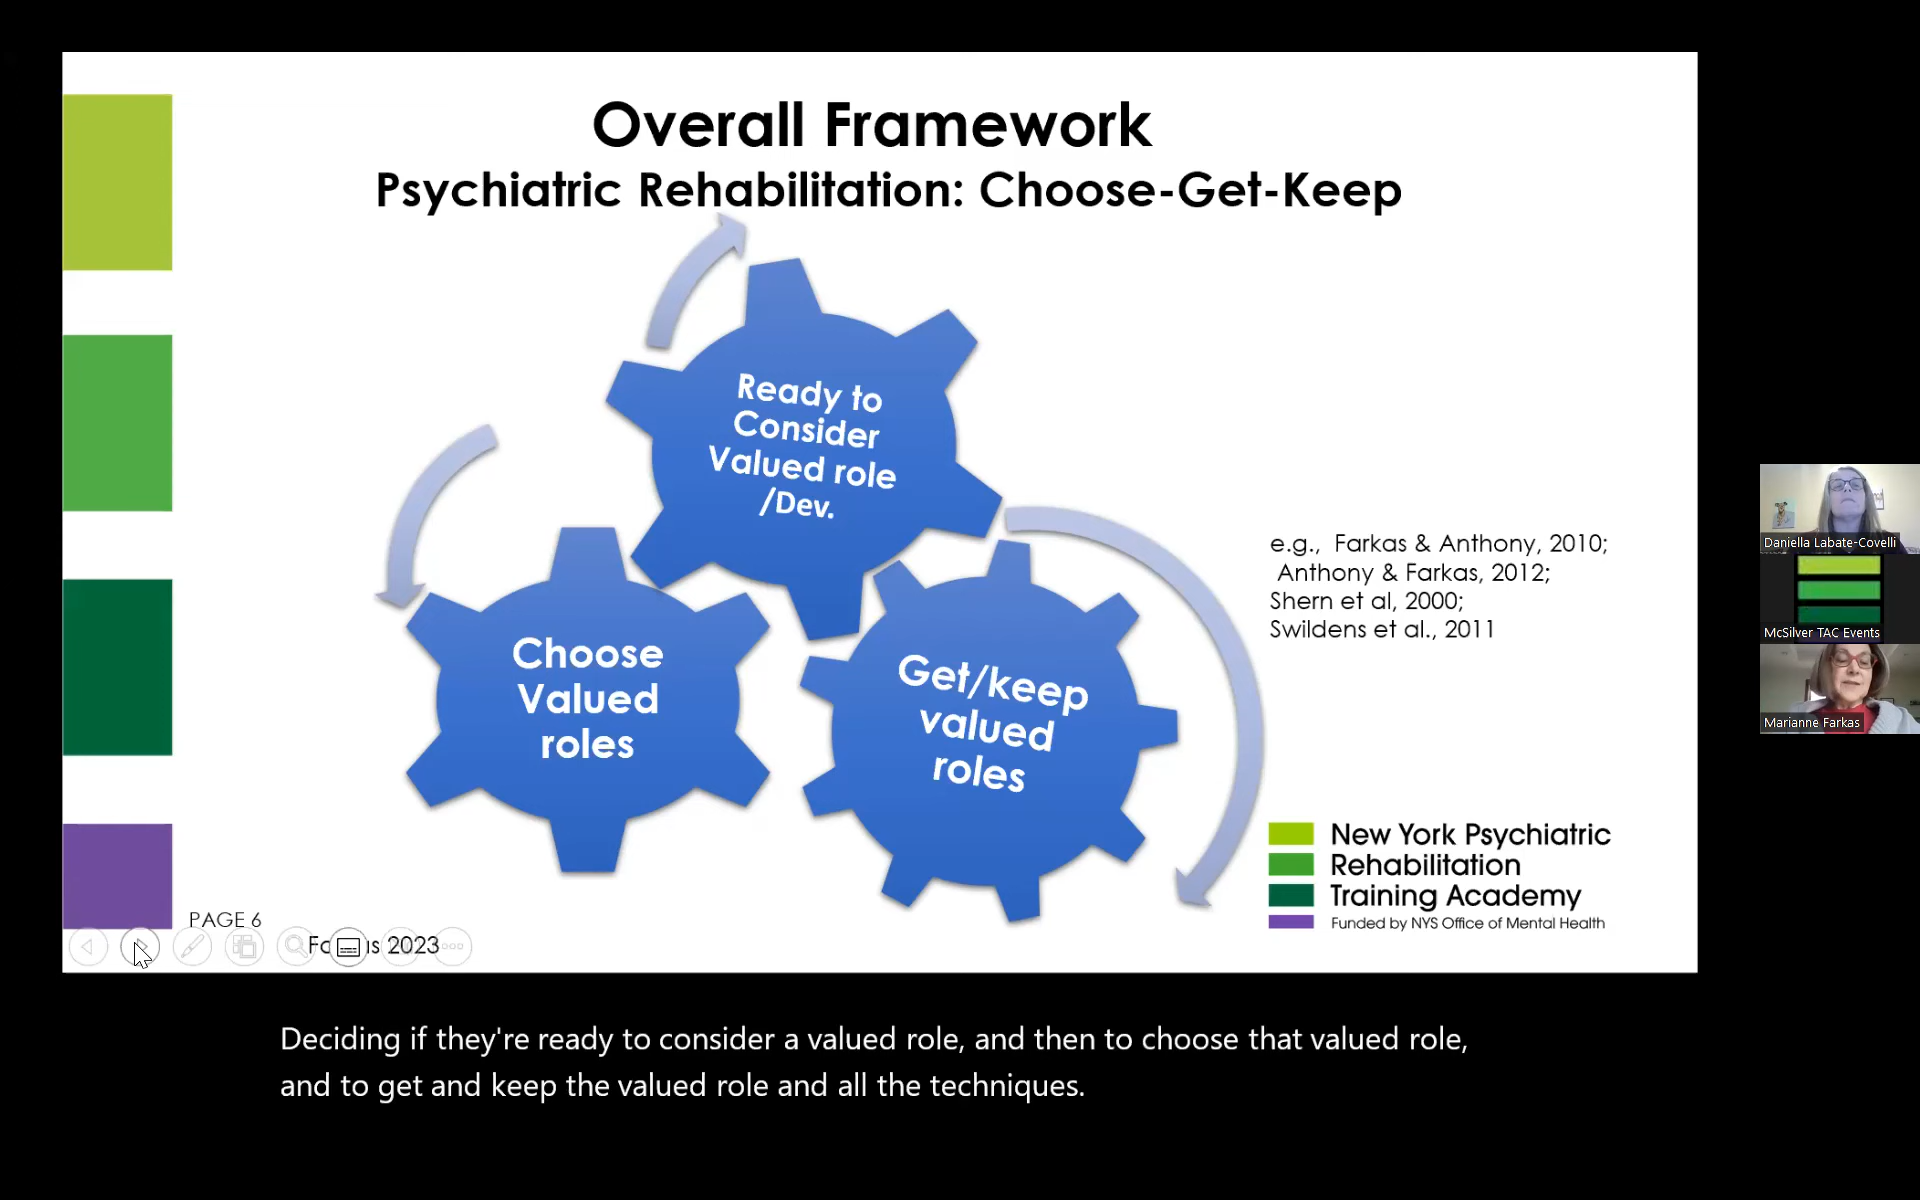 Overall Framework
Psychiatric Rehabilitation: Choose-Get-Keep
Ready to
Consider
Valued role
/Dev.
Choose
Valued
roles
Get/keep
valued
roles
e.g., Farkas & Anthony, 2010;
Anthony & Farkas, 2012;
Shern et al, 2000;
Swildens et al., 2011
New York Psychiatric
Rehabilitation
Training Academy
Funded by NYS Office of Mental Health
PAGE 6
2023
Daniella Labate-Covelli
McSilver TAC Events
Marianne Farkas
Deciding if they're ready to consider a valued role, and then to choose that valued role,
and to get and keep the valued role and all the techniques.